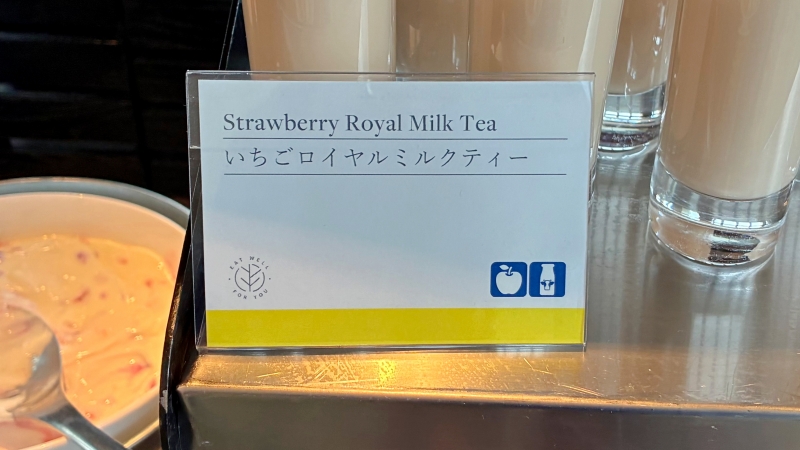 Strawberry Royal Milk Tea
いちごロイヤルミルクティー
EAT WELL
FOR YOU